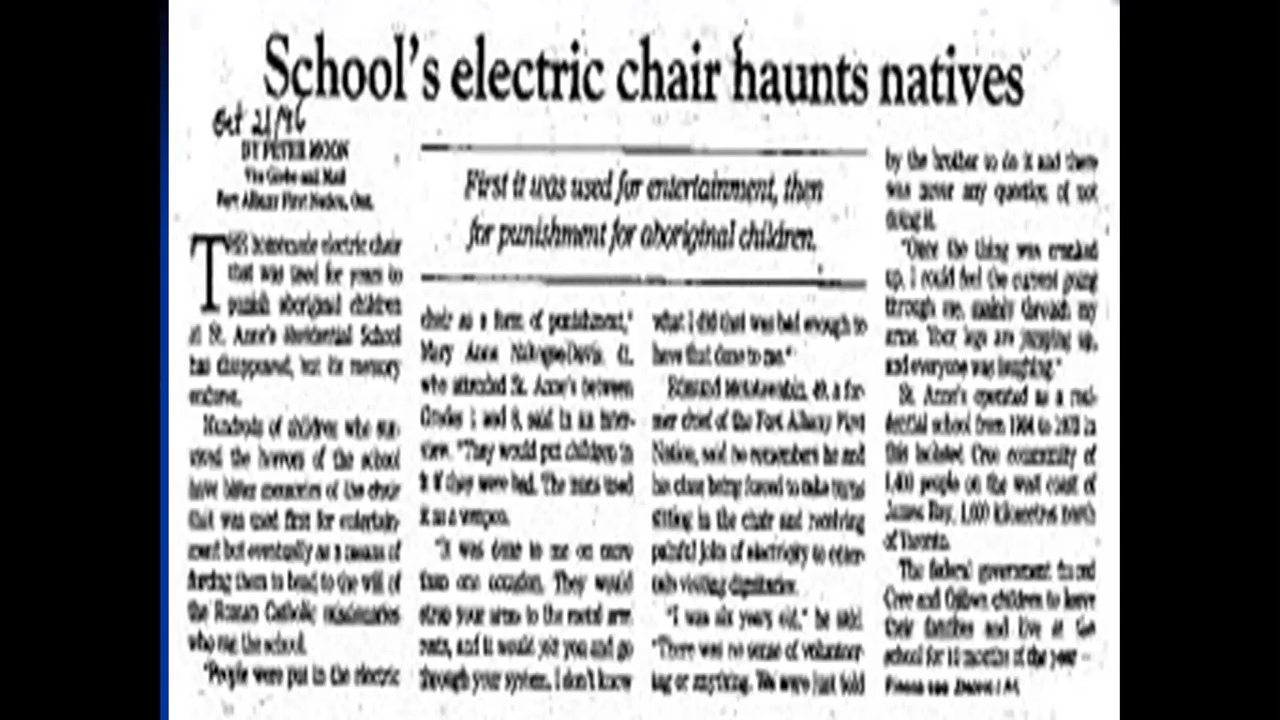 School's electric chair haunts natives
Oct 21/96
BY PETER MOON
The Globe and Mail
Fort Albany First Nation, Ont.
First it was used for entertainment, then
for punishment for aboriginal children.
THE homemade electric chair
that was used for years to
punish aboriginal children
at St. Anne's Residential School
has disappeared, but its memory
endures.
Hundreds of children who sur-
vived the horrors of the school
have bitter memories of the chair
that was used first for entertain-
ment but eventually as a means of
forcing them to bend to the will of
the Roman Catholic missionaries
who ran the school.
"People were put in the electric
chair as a form of punishment,"
Mary Anne
who attended St. Anne's between
Grades 1 and 8, said in an inter-
view. "They would put children in
it if they were bad. The nuns used
it as a weapon.
"It was done to me on more
than one occasion. They would
strap your arms to the metal arm
rests, and it would jolt you and go
through your system. I don't know
what I did that was bad enough to
have that done to me."
Edmund a for-
mer chief of the Fort Albany First
Nation, said he remembers he and
his class being forced to take turns
sitting in the chair and receiving
painful jolts of electricity to enter-
tain visiting dignitaries.
"I was six years old," he said.
"There was no sense of volunteer-
ing or anything. We were just told
by the brother to do it and there
was never any question of not
doing it.
"Once the thing was cranked
up, I could feel the current going
through me, mainly through my
arms. Your legs are jumping up,
and everyone was laughing."
St. Anne's operated as a resi-
dential school from 1904 to in
this isolated Cree community of
1,400 people on the west coast of
James Bay, 1,000 kilometres north
of Toronto.
The federal government forced
Cree and Ojibwa children to leave
their families and live at the
school for 10 months of the year —
Please see